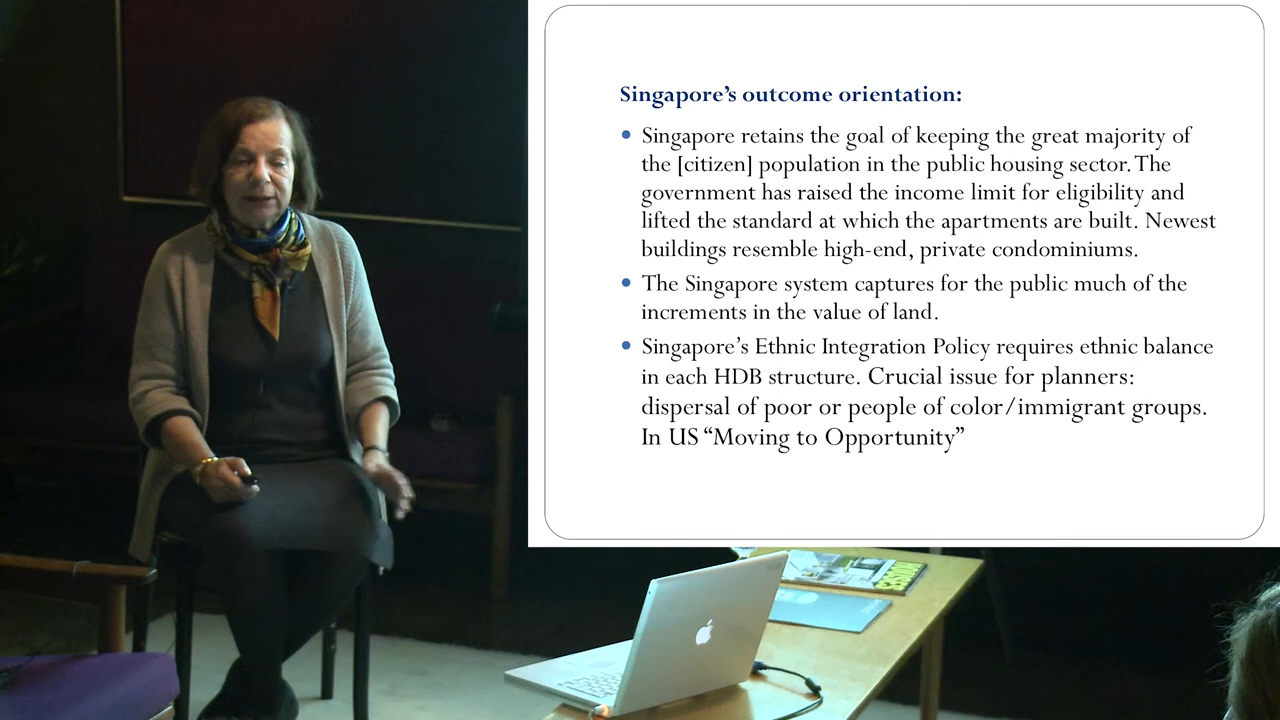 Singapore's outcome orientation:
• Singapore retains the goal of keeping the great majority of
the [citizen] population in the public housing sector. The
government has raised the income limit for eligibility and
lifted the standard at which the apartments are built. Newest
buildings resemble high-end, private condominiums.
• The Singapore system captures for the public much of the
increments in the value of land.
• Singapore's Ethnic Integration Policy requires ethnic balance
in each HDB structure. Crucial issue for planners:
dispersal of poor or people of color/immigrant groups.
In US “Moving to Opportunity”